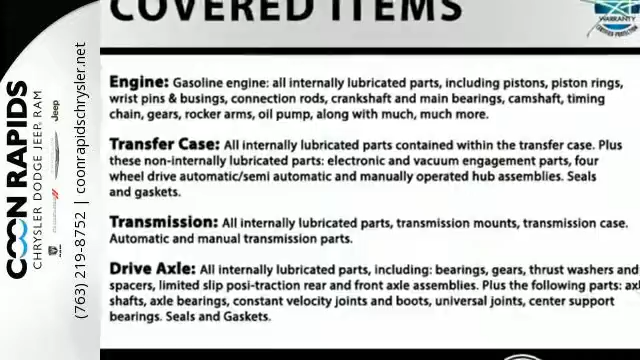 COVERED ITEMS
WARRANTY
Engine: Gasoline engine: all internally lubricated parts, including pistons, piston rings,
wrist pins & busings, connection rods, crankshaft and main bearings, camshaft, timing
chain, gears, rocker arms, oil pump, along with much, much more.
Transfer Case: All internally lubricated parts contained within the transfer case. Plus
these non-internally lubricated parts: electronic and vacuum engagement parts, four
wheel drive automatic/semi automatic and manually operated hub assemblies. Seals
and gaskets.
Transmission: All internally lubricated parts, transmission mounts, transmission case.
Automatic and manual transmission parts.
Drive Axle: All internally lubricated parts, including: bearings, gears, thrust washers and
spacers, limited slip posi-traction rear and front axle assemblies. Plus the following parts: axl
shafts, axle bearings, constant velocity joints and boots, universal joints, center support
bearings. Seals and Gaskets.
COON RAPIDS
CHRYSLER DODGE JEEP RAM
Jeep
(763) 219-8752 | coonrapidschrysler.net